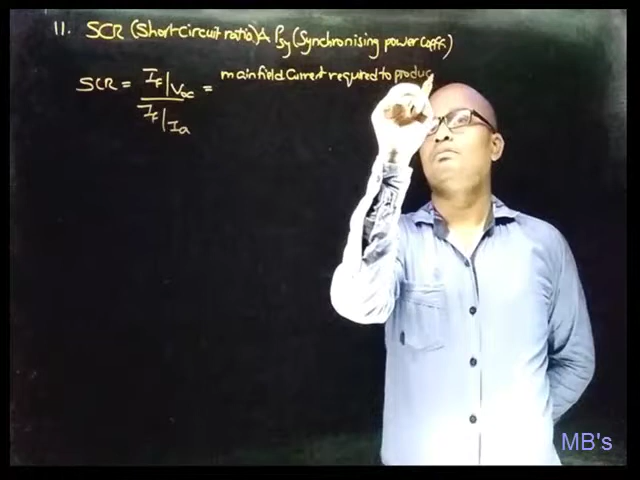 11. SCR (Short-circuit ratio) & Psy (Synchronising power Coeff)
SCR = If|Voc / If|Ia = main field Current required to produc
MB's